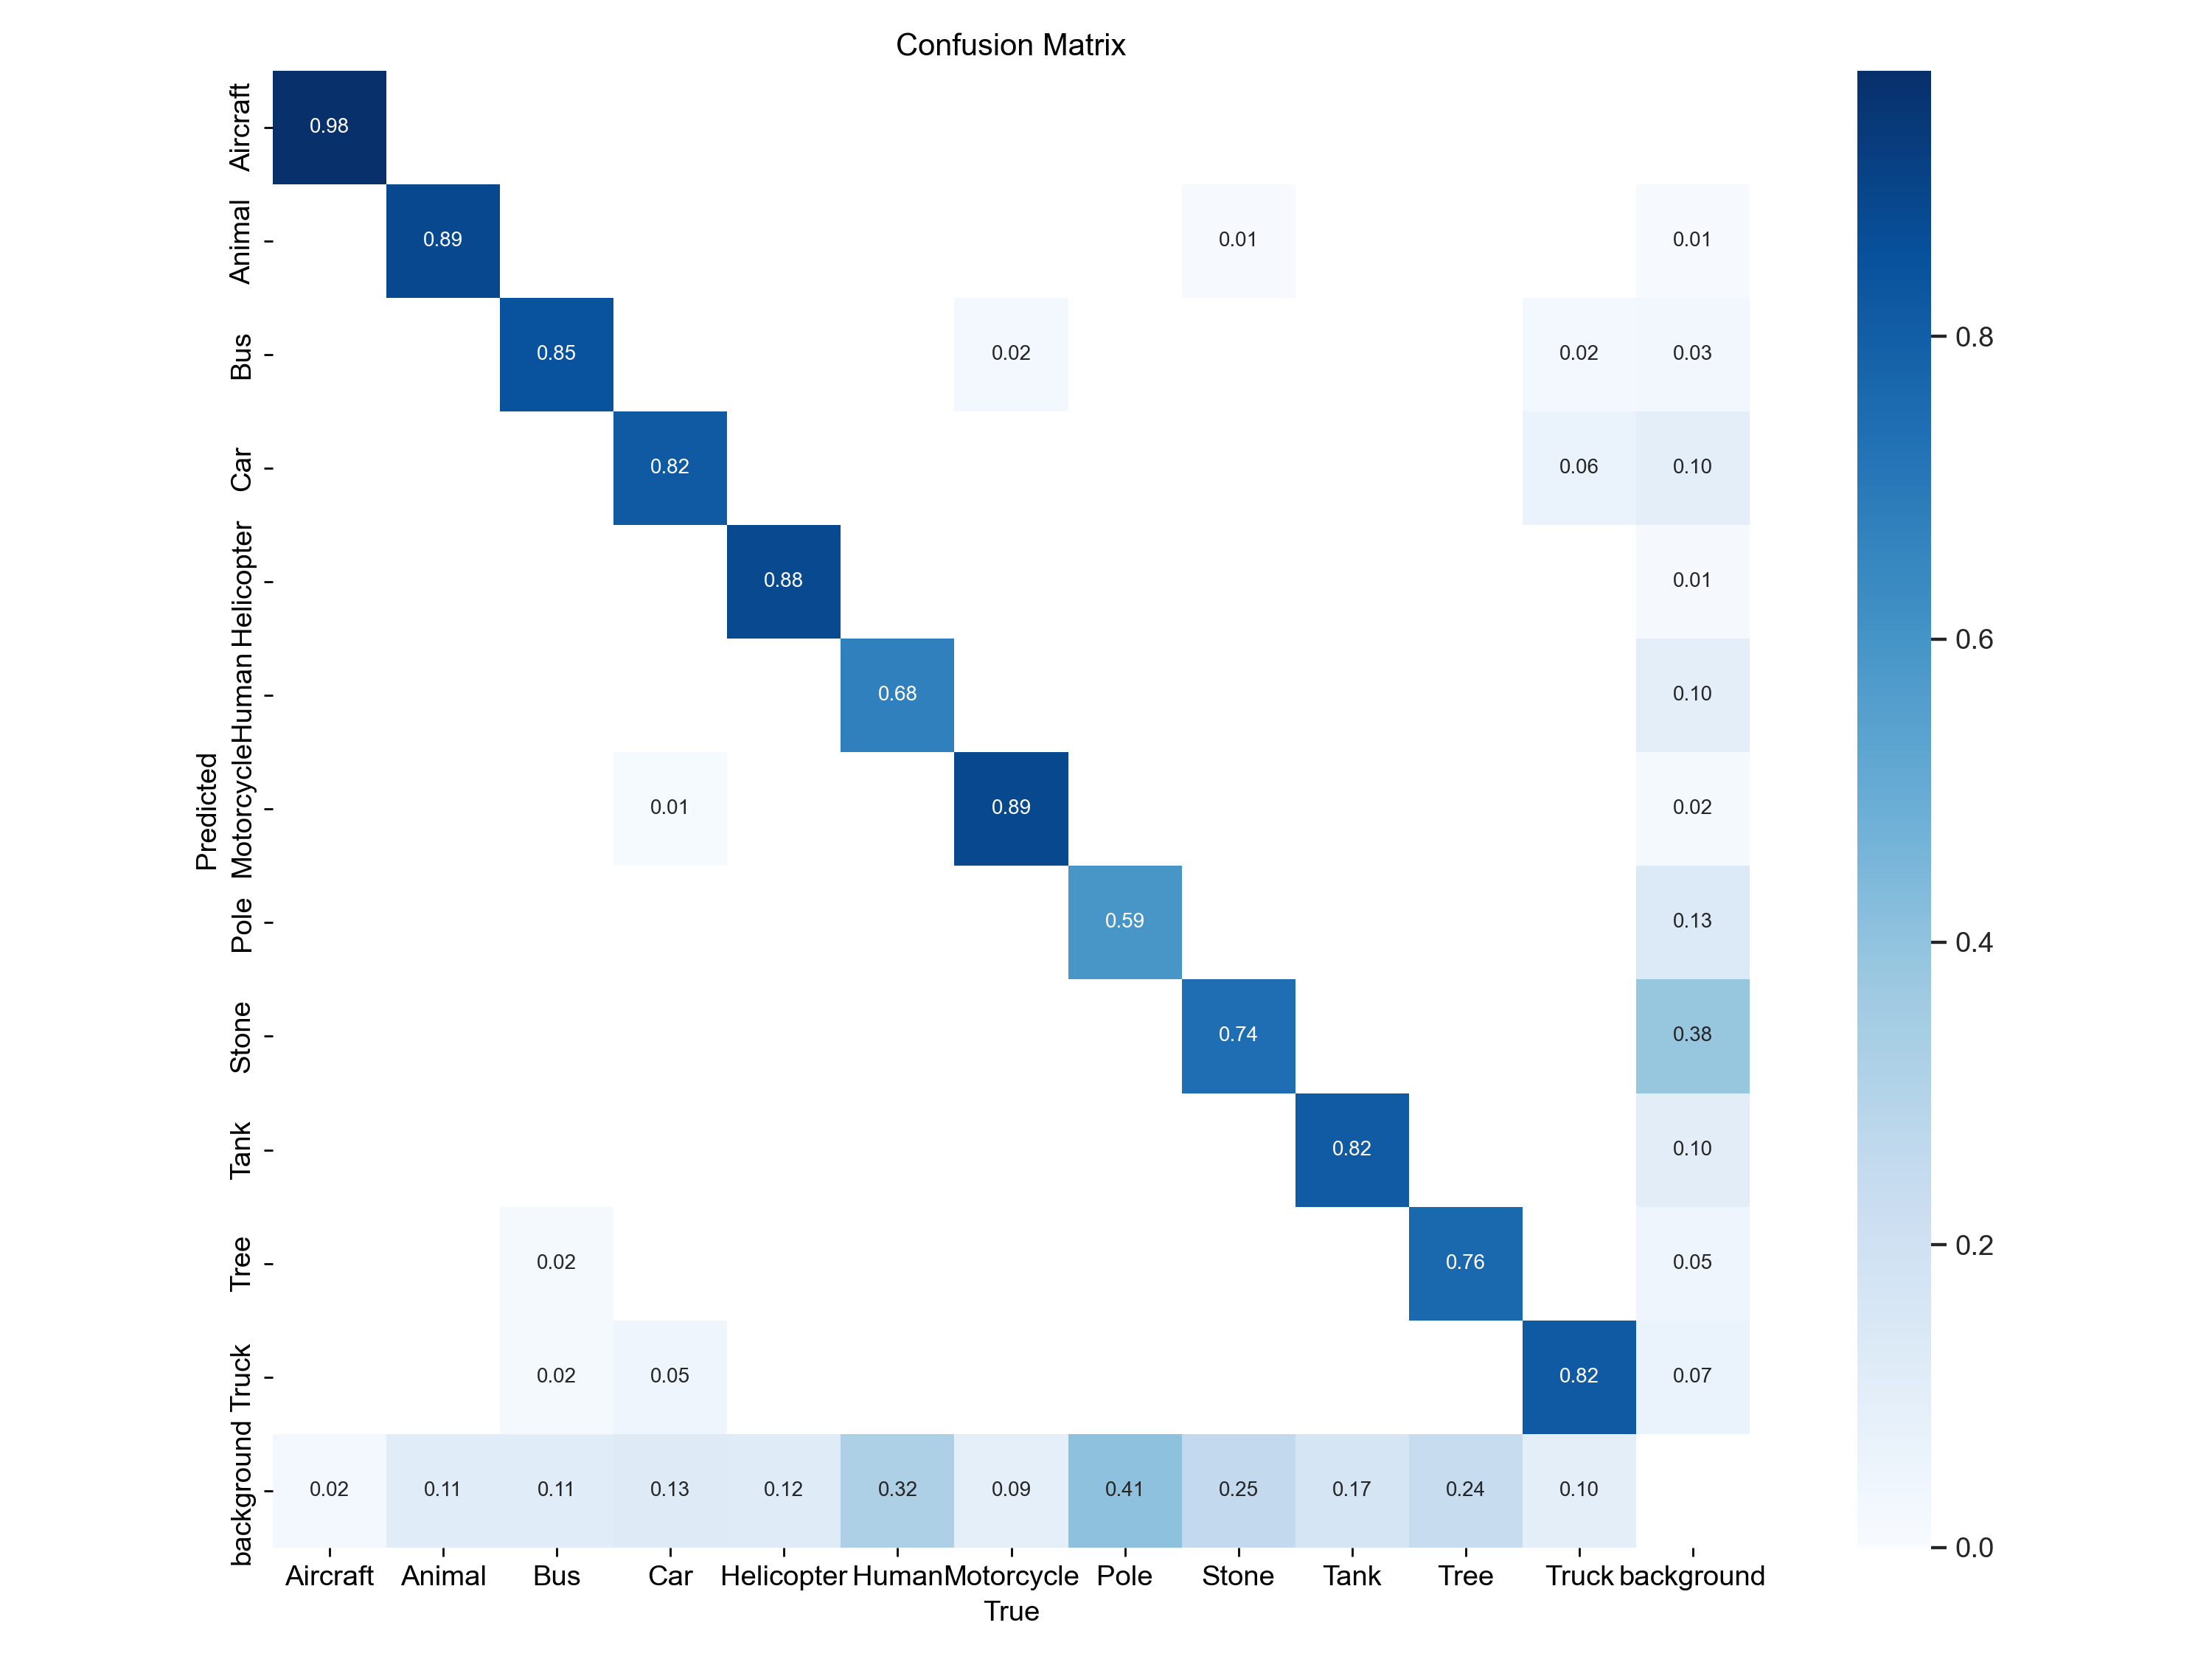 Confusion Matrix
Aircraft 0.98
Animal 0.89 0.01 0.01
Bus 0.85 0.02 0.02 0.03
0.8
Car 0.82 0.06 0.10
Helicopter 0.88 0.01
0.6
Human 0.68 0.10
Predicted
Motorcycle 0.01 0.89 0.02
Pole 0.59 0.13
0.4
Stone 0.74 0.38
Tank 0.82 0.10
0.2
Tree 0.02 0.76 0.05
Truck 0.02 0.05 0.82 0.07
background 0.02 0.11 0.11 0.13 0.12 0.32 0.09 0.41 0.25 0.17 0.24 0.10
0.0
Aircraft Animal Bus Car Helicopter Human Motorcycle Pole Stone Tank Tree Truck background
True